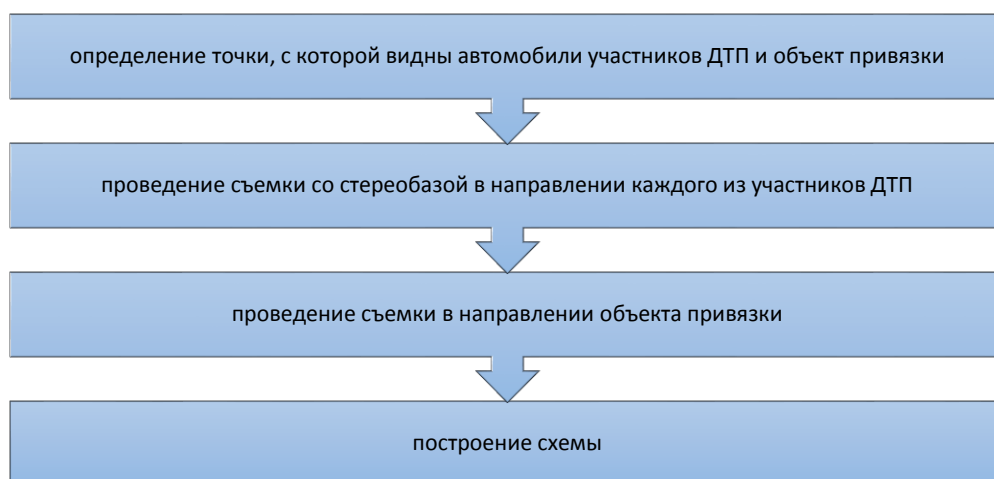 определение точки, с которой видны автомобили участников ДТП и объект привязки
проведение съемки со стереобазой в направлении каждого из участников ДТП
проведение съемки в направлении объекта привязки
построение схемы